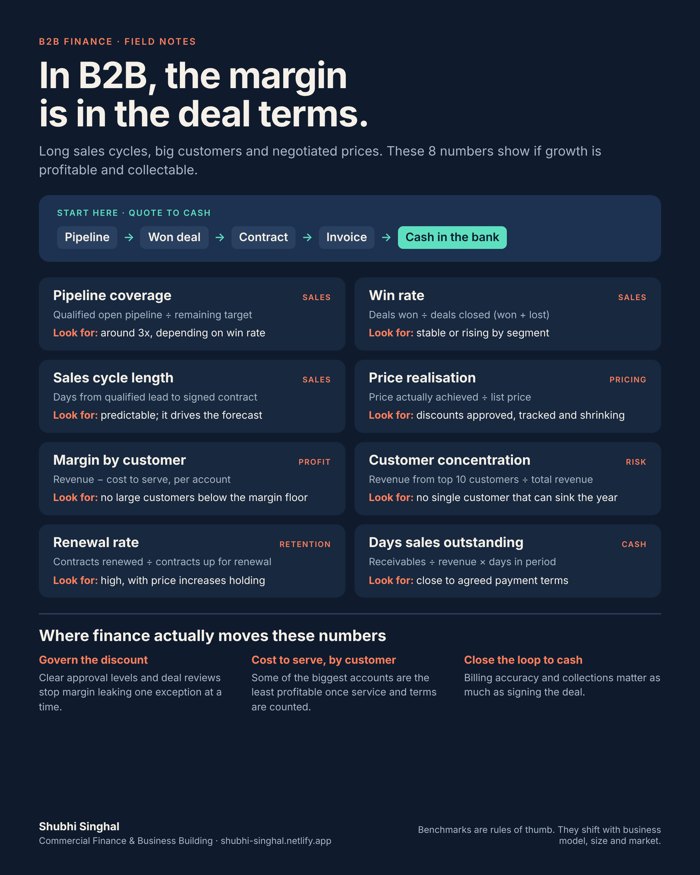 B2B FINANCE · FIELD NOTES
In B2B, the margin
is in the deal terms.
Long sales cycles, big customers and negotiated prices. These 8 numbers show if growth is
profitable and collectable.
START HERE · QUOTE TO CASH
Pipeline → Won deal → Contract → Invoice → Cash in the bank
Pipeline coverage SALES
Qualified open pipeline ÷ remaining target
Look for: around 3x, depending on win rate
Win rate SALES
Deals won ÷ deals closed (won + lost)
Look for: stable or rising by segment
Sales cycle length SALES
Days from qualified lead to signed contract
Look for: predictable; it drives the forecast
Price realisation PRICING
Price actually achieved ÷ list price
Look for: discounts approved, tracked and shrinking
Margin by customer PROFIT
Revenue − cost to serve, per account
Look for: no large customers below the margin floor
Customer concentration RISK
Revenue from top 10 customers ÷ total revenue
Look for: no single customer that can sink the year
Renewal rate RETENTION
Contracts renewed ÷ contracts up for renewal
Look for: high, with price increases holding
Days sales outstanding CASH
Receivables ÷ revenue × days in period
Look for: close to agreed payment terms
Where finance actually moves these numbers
Govern the discount
Clear approval levels and deal reviews
stop margin leaking one exception at a
time.
Cost to serve, by customer
Some of the biggest accounts are the
least profitable once service and terms
are counted.
Close the loop to cash
Billing accuracy and collections matter as
much as signing the deal.
Shubhi Singhal
Commercial Finance & Business Building · shubhi-singhal.netlify.app
Benchmarks are rules of thumb. They shift with business
model, size and market.